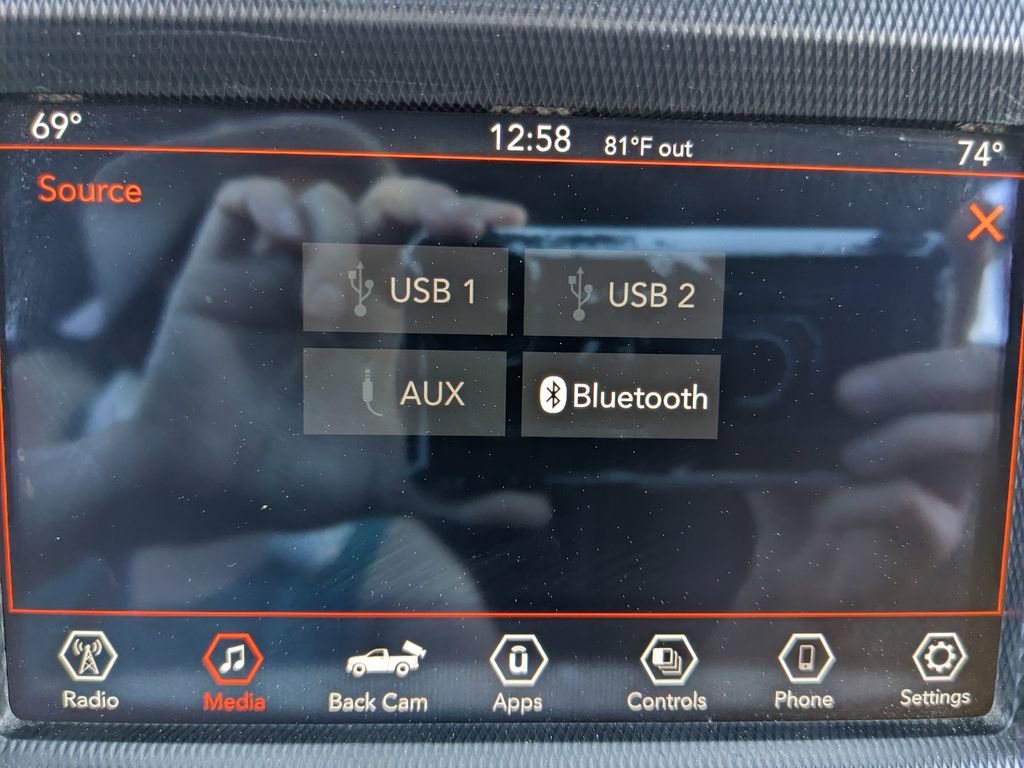 69° 12:58 81°F out 74°
Source
USB 1 USB 2
AUX Bluetooth
Radio Media Back Cam Apps Controls Phone Settings